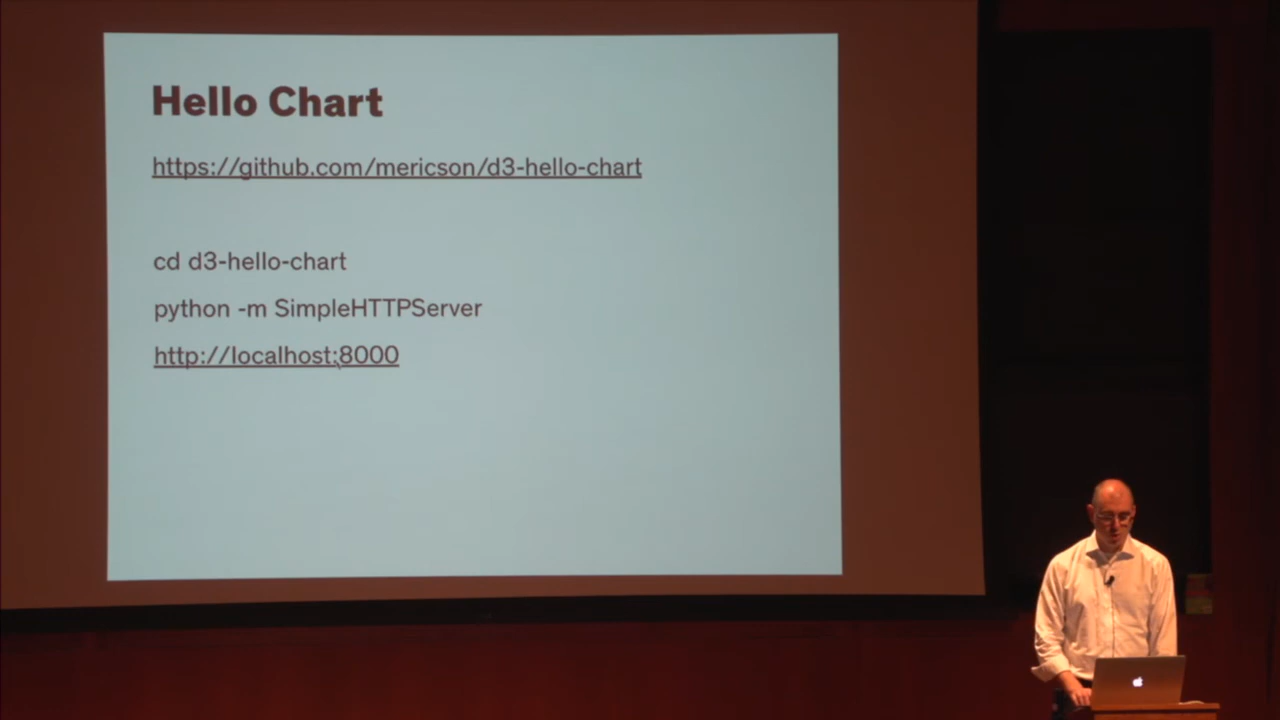 Hello Chart
https://github.com/mericson/d3-hello-chart
cd d3-hello-chart
python -m SimpleHTTPServer
http://localhost:8000